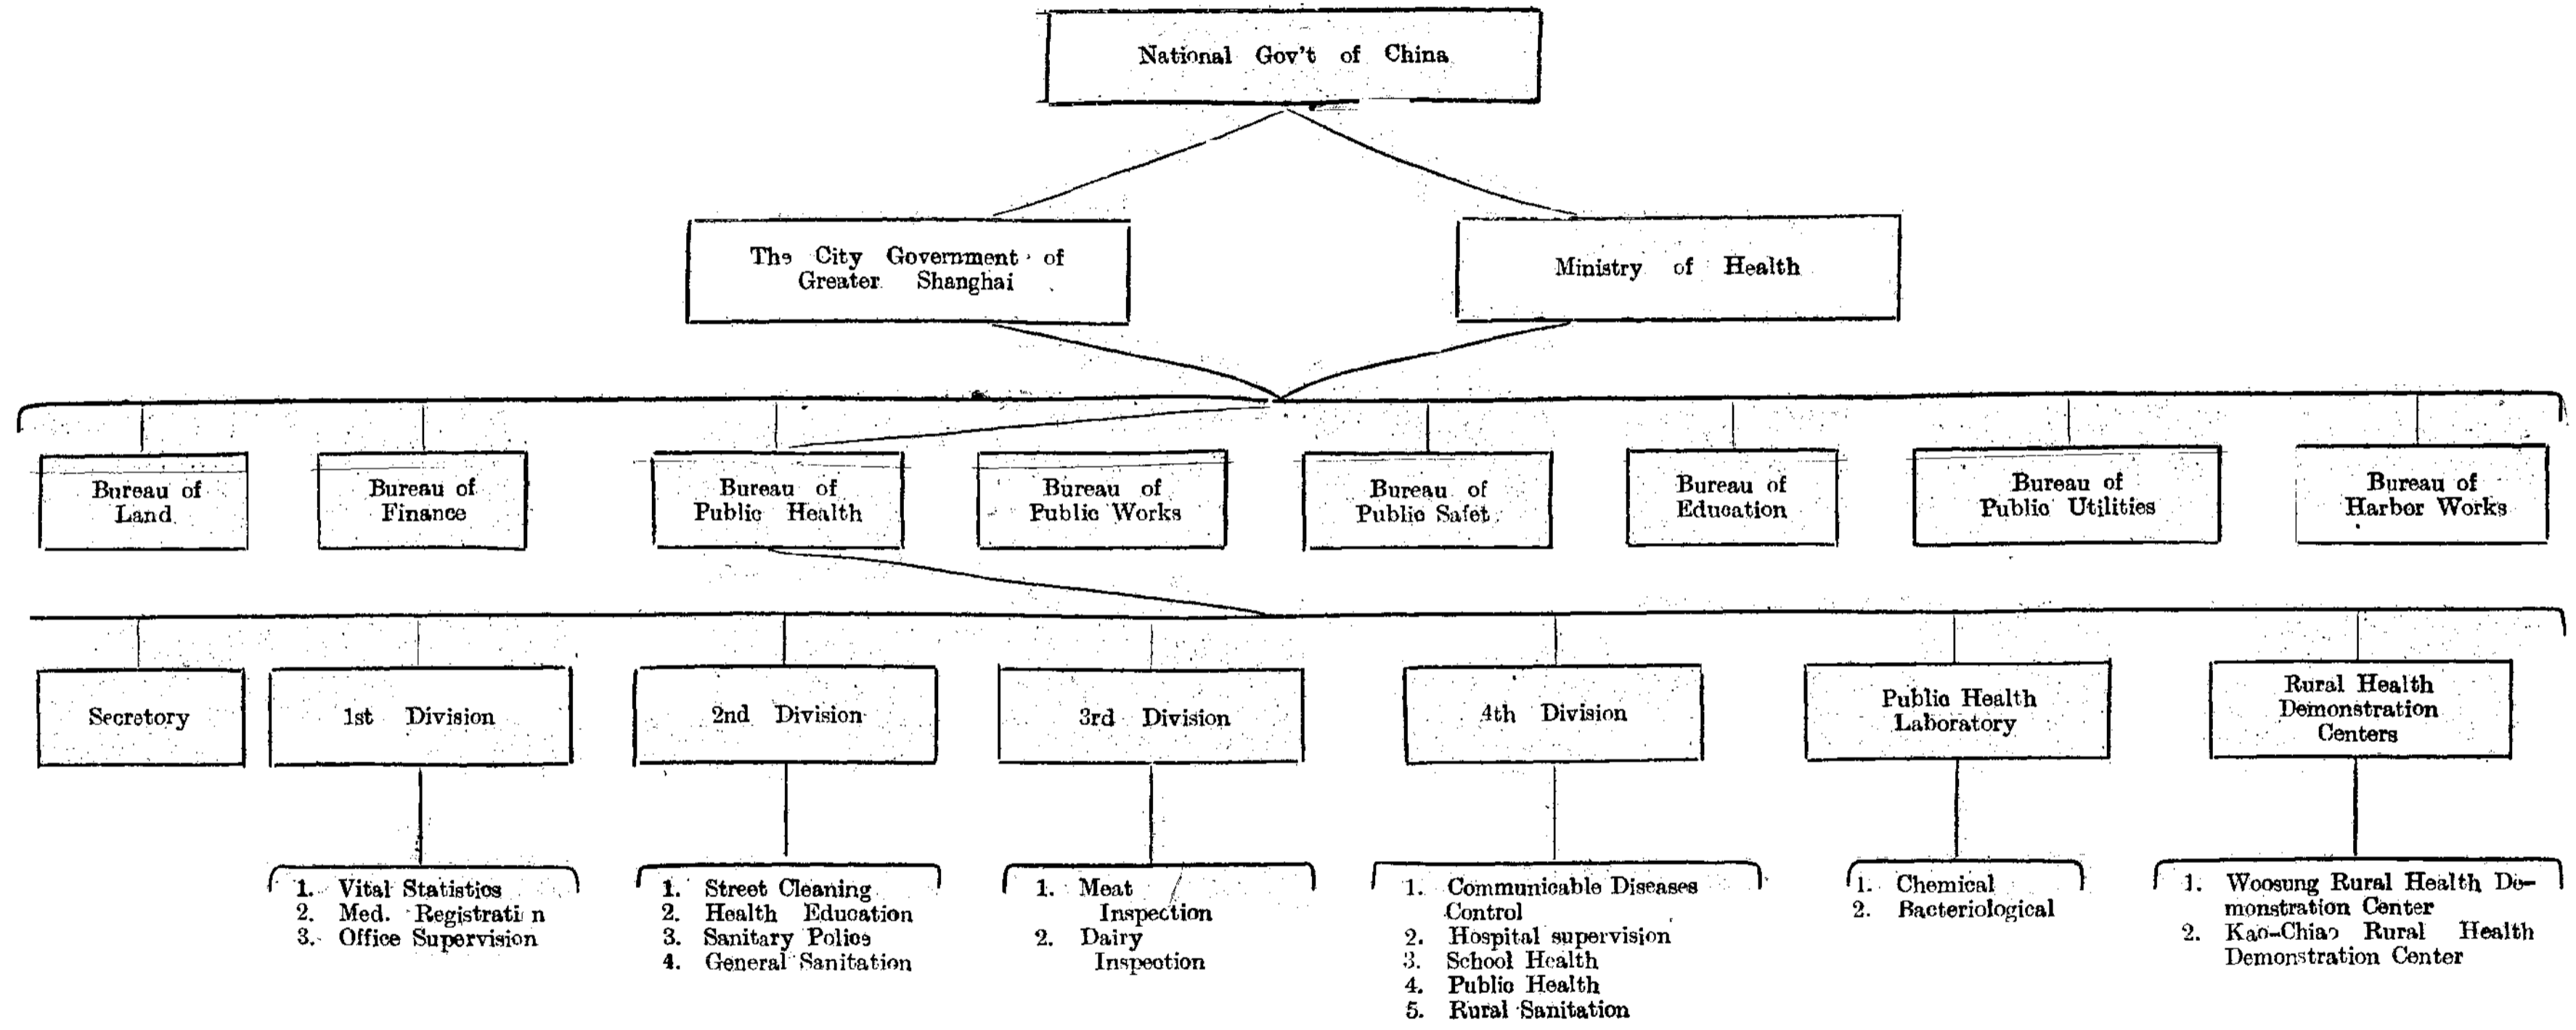 National Gov't of China
The City Government of
Greater Shanghai
Ministry of Health
Bureau of
Land
Bureau of
Finance
Bureau of
Public Health
Bureau of
Public Works
Bureau of
Public Safet
Bureau of
Education
Bureau of
Public Utilities
Bureau of
Harbor Works
Secretory
1st Division
2nd Division
3rd Division
4th Division
Public Health
Laboratory
Rural Health
Demonstration
Centers
1. Vital Statistics
2. Med. Registrati n
3. Office Supervision
1. Street Cleaning
2. Health Education
3. Sanitary Police
4. General Sanitation
1. Meat
Inspection
2. Dairy
Inspection
1. Communicable Diseases
Control
2. Hospital supervision
3. School Health
4. Public Health
5. Rural Sanitation
1. Chemical
2. Bacteriological
1. Woosung Rural Health De-
monstration Center
2. Kao-Chiao Rural Health
Demonstration Center